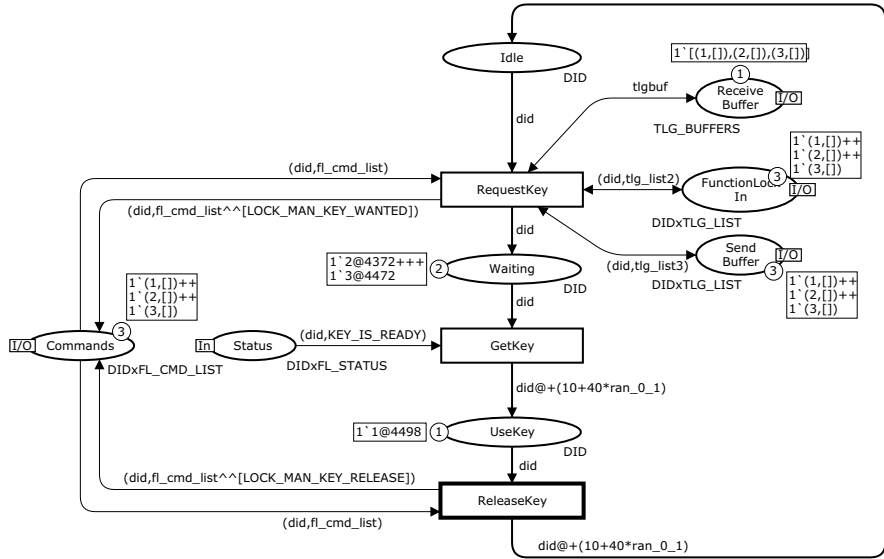 Idle
DID
1`[(1,[]),(2,[]),(3,[])]
1
Receive
Buffer
I/O
TLG_BUFFERS
tlgbuf
did
(did,fl_cmd_list)
RequestKey
(did,tlg_list2)
1`(1,[])++
1`(2,[])++
1`(3,[])
3
FunctionLock
In
I/O
DIDxTLG_LIST
(did,fl_cmd_list^^[LOCK_MAN_KEY_WANTED])
did
Send
Buffer
I/O
3
(did,tlg_list3)
DIDxTLG_LIST
1`(1,[])++
1`(2,[])++
1`(3,[])
1`2@4372+++
1`3@4472
2
Waiting
DID
did
1`(1,[])++
1`(2,[])++
1`(3,[])
3
I/O
Commands
DIDxFL_CMD_LIST
In
Status
DIDxFL_STATUS
(did,KEY_IS_READY)
GetKey
did@+(10+40*ran_0_1)
1`1@4498
1
UseKey
DID
did
(did,fl_cmd_list^^[LOCK_MAN_KEY_RELEASE])
ReleaseKey
(did,fl_cmd_list)
did@+(10+40*ran_0_1)